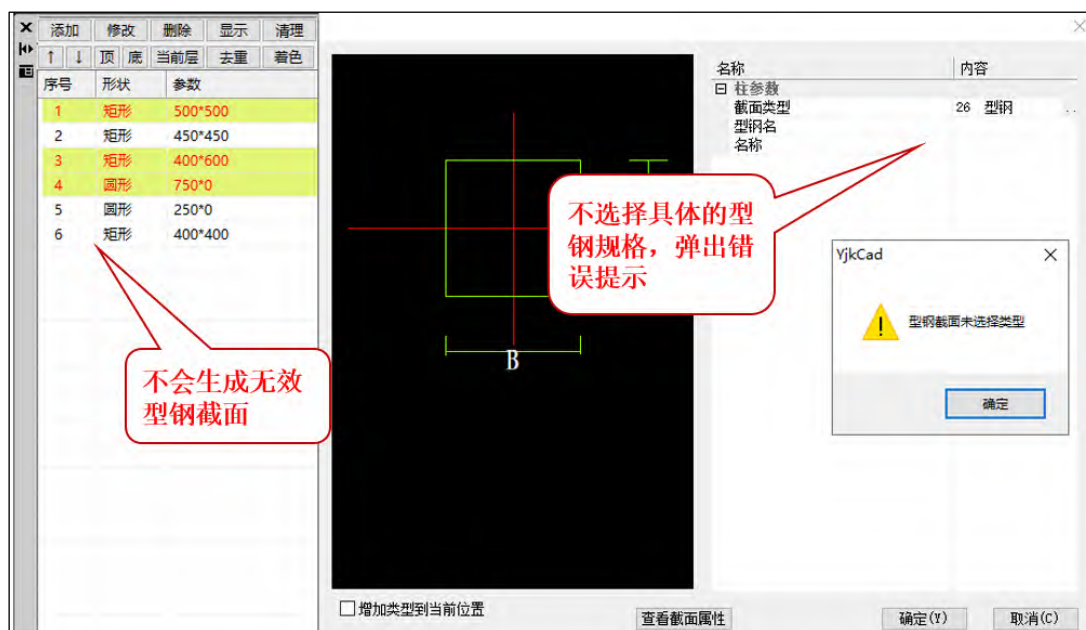 添加 修改 删除 显示 清理
↑ ↓ 顶 底 当前层 去重 着色
序号 形状 参数
1 矩形 500*500
2 矩形 450*450
3 矩形 400*600
4 圆形 750*0
5 圆形 250*0
6 矩形 400*400
不会生成无效
型钢截面
B
增加类型到当前位置
查看截面属性
名称 内容
柱参数
截面类型 26 型钢 ..
型钢名
名称
不选择具体的型
钢规格，弹出错
误提示
YjkCad
型钢截面未选择类型
确定
确定(Y) 取消(C)